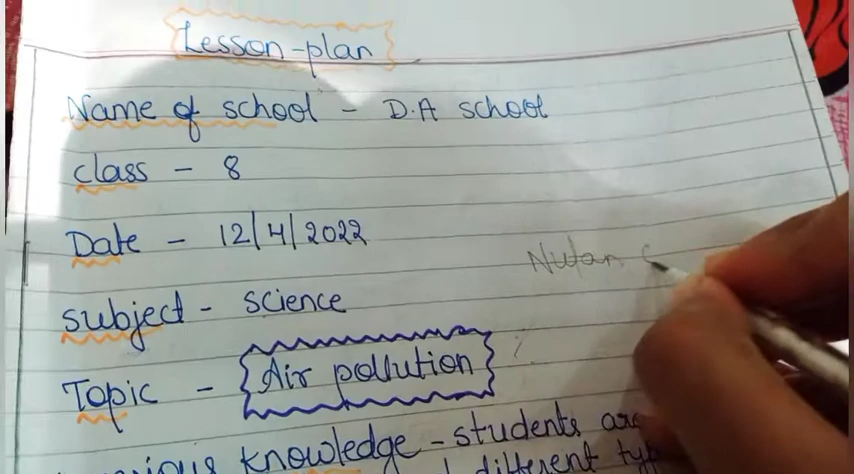 Lesson-plan
Name of school - D.A school
class - 8
Date - 12/4/2022
Nutan
subject - science
Topic - Air pollution
knowledge - students are
different